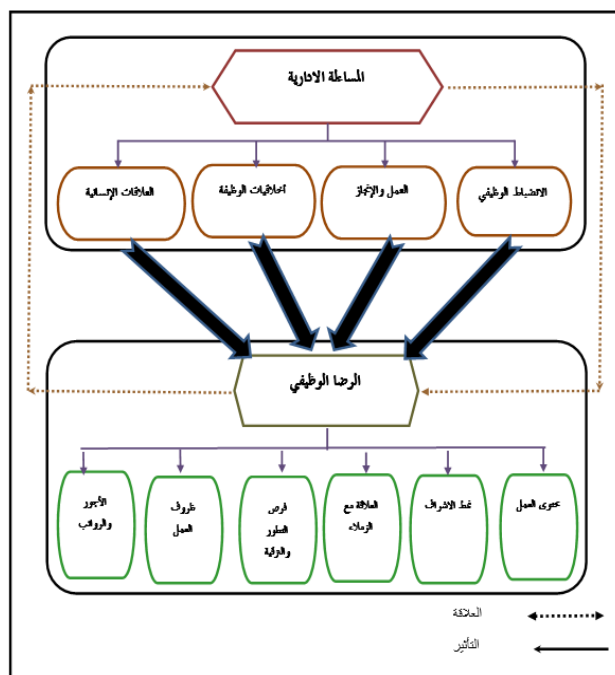 المساءلة الادارية
الانضباط الوظيفي
العمل والإنجاز
أخلاقيات الوظيفة
العلاقات الإنسانية
الرضا الوظيفي
محتوى العمل
نمط الاشراف
العلاقة مع
الزملاء
فرص
التطور
والترقية
ظروف
العمل
الأجور
والرواتب
العلاقة
التأثير